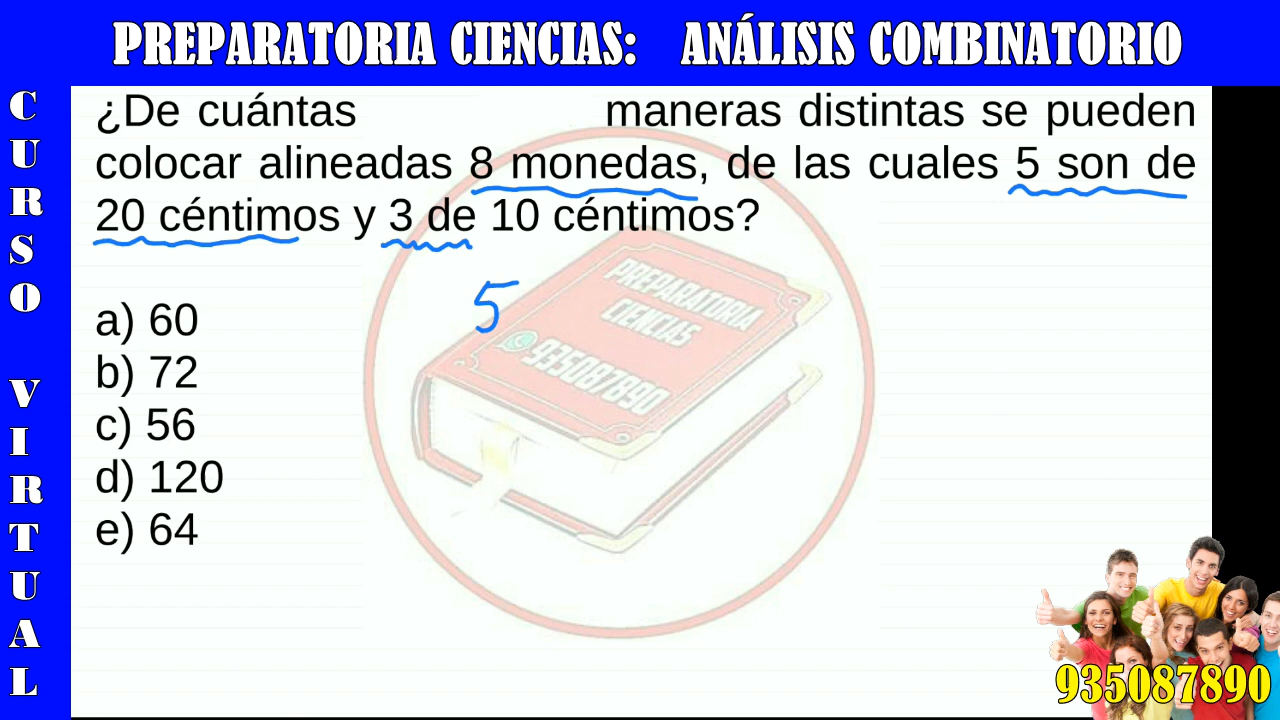 PREPARATORIA CIENCIAS: ANÁLISIS COMBINATORIO
CURSO VIRTUAL
¿De cuántas maneras distintas se pueden
colocar alineadas 8 monedas, de las cuales 5 son de
20 céntimos y 3 de 10 céntimos?
5
a) 60
b) 72
c) 56
d) 120
e) 64
PREPARATORIA
CIENCIAS
935087890
935087890